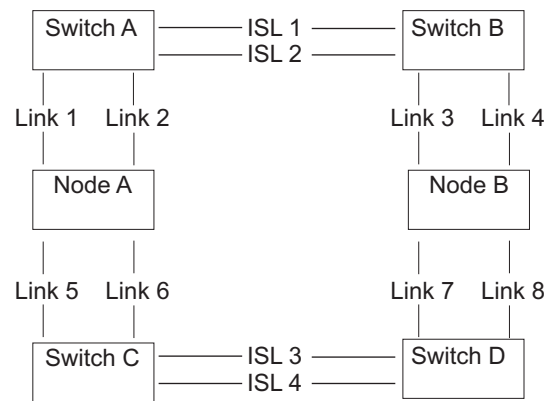 Switch A
ISL 1
Switch B
ISL 2
Link 1
Link 2
Link 3
Link 4
Node A
Node B
Link 5
Link 6
Link 7
Link 8
Switch C
ISL 3
Switch D
ISL 4